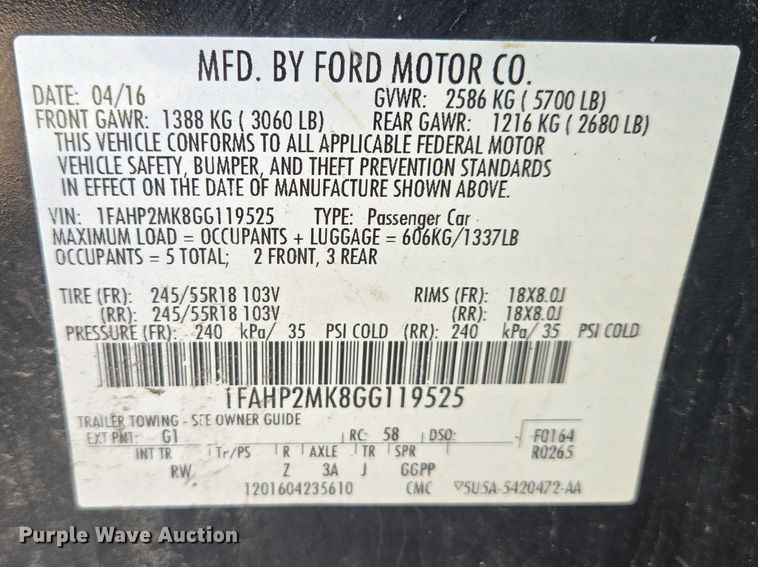 MFD. BY FORD MOTOR CO.
DATE: 04/16 GVWR: 2586 KG ( 5700 LB)
FRONT GAWR: 1388 KG ( 3060 LB) REAR GAWR: 1216 KG ( 2680 LB)
THIS VEHICLE CONFORMS TO ALL APPLICABLE FEDERAL MOTOR
VEHICLE SAFETY, BUMPER, AND THEFT PREVENTION STANDARDS
IN EFFECT ON THE DATE OF MANUFACTURE SHOWN ABOVE.
VIN: 1FAHP2MK8GG119525 TYPE: Passenger Car
MAXIMUM LOAD = OCCUPANTS + LUGGAGE = 606KG/1337LB
OCCUPANTS = 5 TOTAL; 2 FRONT, 3 REAR
TIRE (FR): 245/55R18 103V RIMS (FR): 18X8.0J
(RR): 245/55R18 103V (RR): 18X8.0J
PRESSURE (FR): 240 kPa/ 35 PSI COLD (RR): 240 kPa/ 35 PSI COLD
1FAHP2MK8GG119525
TRAILER TOWING - SEE OWNER GUIDE
EXT PNT: G1 RC: 58 DSO: F0164
INT TR Tr/PS R AXLE TR SPR R0265
RW Z 3A J GGPP
1201604235610 CMC ▽5U5A-5420472-AA
Purple Wave Auction